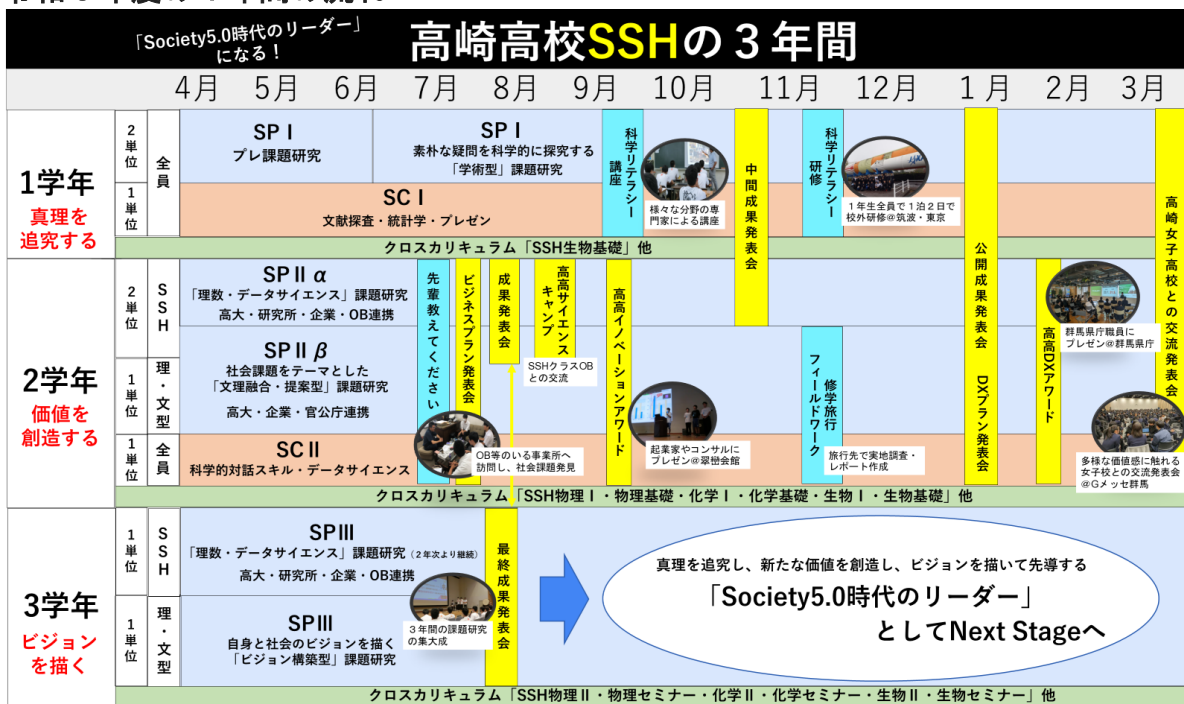 「Society5.0時代のリーダー」
になる！
高崎高校SSHの３年間
4月 5月 6月 7月 8月 9月 10月 11月 12月 1月 2月 3月
1学年
真理を
追究する
2単位
1単位
全員
SP I
プレ課題研究
SP I
素朴な疑問を科学的に探究する
「学術型」課題研究
SC I
文献探査・統計学・プレゼン
科学リテラシー
講座
様々な分野の専
門家による講座
中間成果発表会
科学リテラシー
研修
１年生全員で１泊２日で
校外研修@筑波・東京
クロスカリキュラム「SSH生物基礎」他
公開成果発表会 DXプラン発表会
高崎女子高校との交流発表会
2学年
価値を
創造する
2単位
1単位
1単位
SSH
理・文型
全員
SP II α
「理数・データサイエンス」課題研究
高大・研究所・企業・OB連携
SP II β
社会課題をテーマとした
「文理融合・提案型」課題研究
高大・企業・官公庁連携
SC II
科学的対話スキル・データサイエンス
先輩教えてください
ビジネスプラン発表会
成果発表会
高高サイエンス
キャンプ
SSHクラスOB
との交流
OB等のいる事業所へ
訪問し、社会課題発見
高高イノベーションアワード
起業家やコンサルに
プレゼン@翠巒会館
修学旅行
フィールドワーク
旅行先で実地調査・
レポート作成
高高DXアワード
群馬県庁職員に
プレゼン@群馬県庁
多様な価値感に触れる
女子校との交流発表会
@Gメッセ群馬
クロスカリキュラム「SSH物理Ⅰ・物理基礎・化学Ⅰ・化学基礎・生物Ⅰ・生物基礎」他
3学年
ビジョン
を描く
1単位
1単位
SSH
理・文型
SPIII
「理数・データサイエンス」課題研究（２年次より継続）
高大・研究所・企業・OB連携
SPIII
自身と社会のビジョンを描く
「ビジョン構築型」課題研究
３年間の課題研究
の集大成
最終成果発表会
真理を追究し、新たな価値を創造し、ビジョンを描いて先導する
「Society5.0時代のリーダー」
としてNext Stageへ
クロスカリキュラム「SSH物理Ⅱ・物理セミナー・化学Ⅱ・化学セミナー・生物Ⅱ・生物セミナー」他